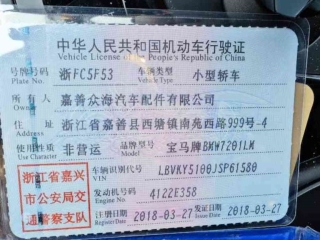 中华人民共和国机动车行驶证
Vehicle License of the People's Republic of China
号牌号码 浙FC5F53 车辆类型 小型轿车
Plate No. Vehicle Type
所有人 嘉善众海汽车配件有限公司
Owner
住址 浙江省嘉善县西塘镇南苑西路999号-4
Address
使用性质 非营运 品牌型号 宝马牌BMW7201LM
Use Character Model
浙江省嘉兴市公安局交通警察支队
车辆识别代号 LBVKY5100JSP61580
VIN
发动机号码 4122E358
Engine No.
注册日期 2018-03-27 发证日期 2018-03-27
Register Date Issue Date